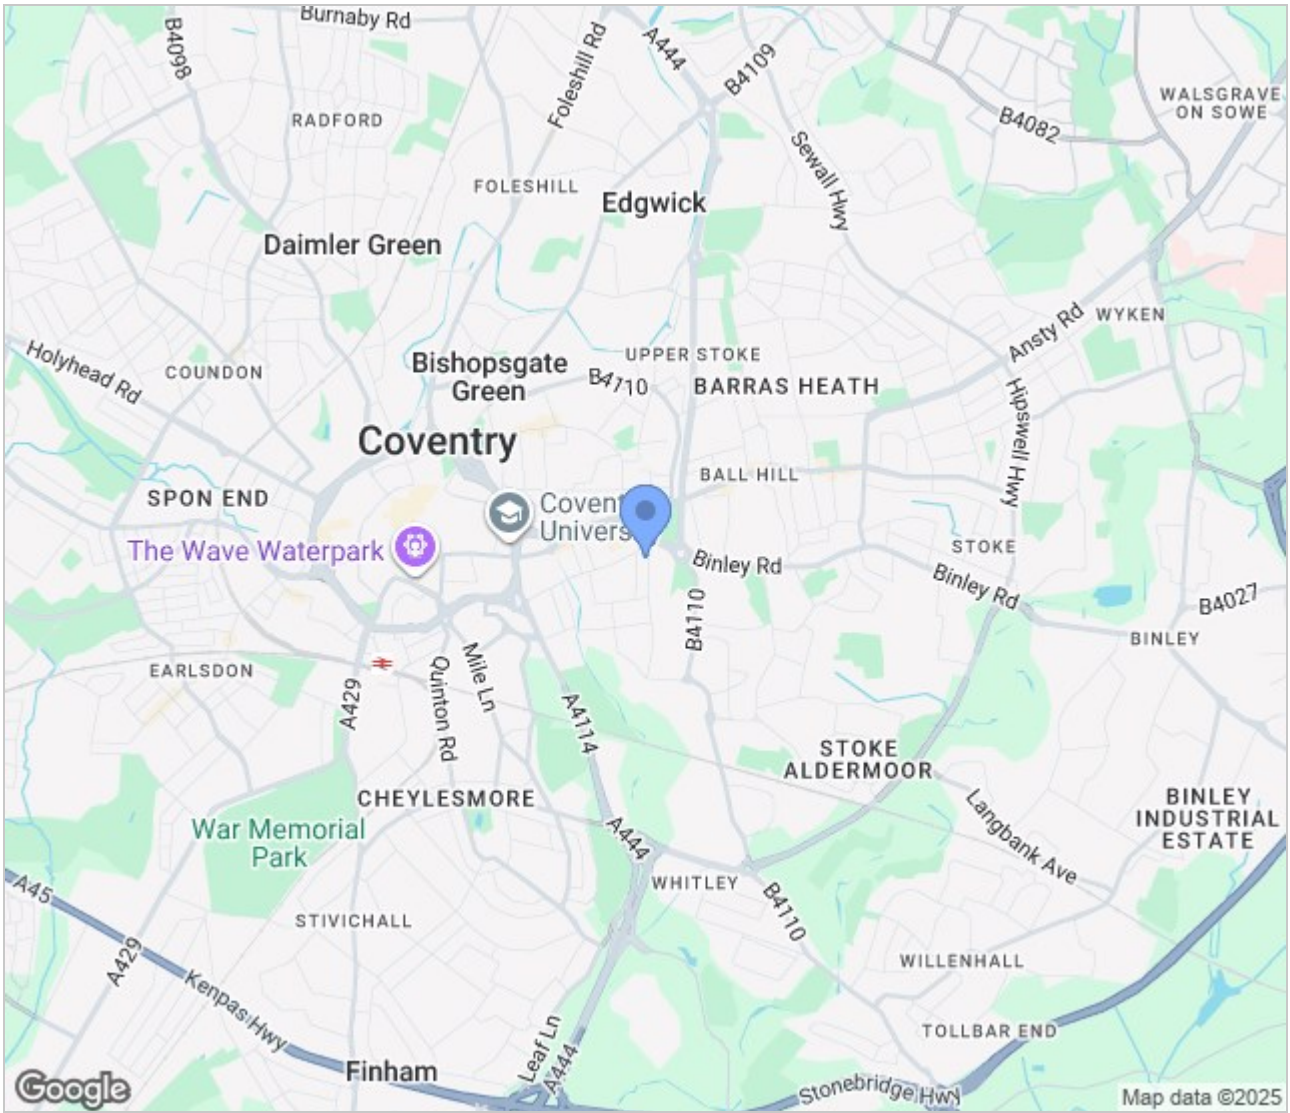 Burnaby Rd
B4098
Foleshill Rd
A444
B4109
WALSGRAVE
ON SOWE
RADFORD
B4082
Sewall Hwy
FOLESHILL
Edgwick
Daimler Green
Ansty Rd
WYKEN
Holyhead Rd
COUNDON
Bishopsgate
Green
UPPER STOKE
B4110
BARRAS HEATH
Hipswell Hwy
Coventry
BALL HILL
SPON END
Coven
Univers
The Wave Waterpark
STOKE
Binley Rd
Binley Rd
B4027
B4110
BINLEY
EARLSDON
Mile Ln
Quinton Rd
A429
A4114
STOKE
ALDERMOOR
CHEYLESMORE
Langbank Ave
BINLEY
INDUSTRIAL
ESTATE
War Memorial
Park
A444
WHITLEY
A45
B4110
STIVICHALL
A429
WILLENHALL
Kenpas Hwy
TOLLBAR END
Leaf Ln
Finham
A444
Stonebridge Hwy
Google
Map data ©2025